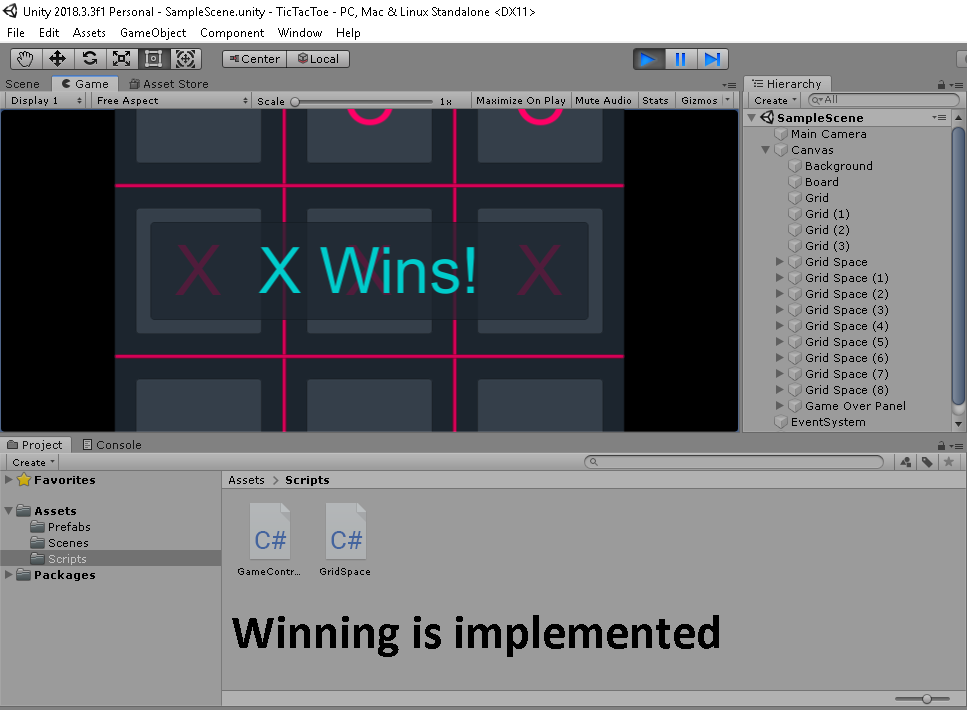 Unity 2018.3.3f1 Personal - SampleScene.unity - TicTacToe - PC, Mac & Linux Standalone <DX11>
File Edit Assets GameObject Component Window Help
Center Local
Scene Game Asset Store
Display 1 Free Aspect Scale 1x Maximize On Play Mute Audio Stats Gizmos
X X Wins! X
Hierarchy
Create All
SampleScene
Main Camera
Canvas
Background
Board
Grid
Grid (1)
Grid (2)
Grid (3)
Grid Space
Grid Space (1)
Grid Space (2)
Grid Space (3)
Grid Space (4)
Grid Space (5)
Grid Space (6)
Grid Space (7)
Grid Space (8)
Game Over Panel
EventSystem
Project Console
Create
Favorites
Assets
Prefabs
Scenes
Scripts
Packages
Assets > Scripts
C# C#
GameContr... GridSpace
Winning is implemented